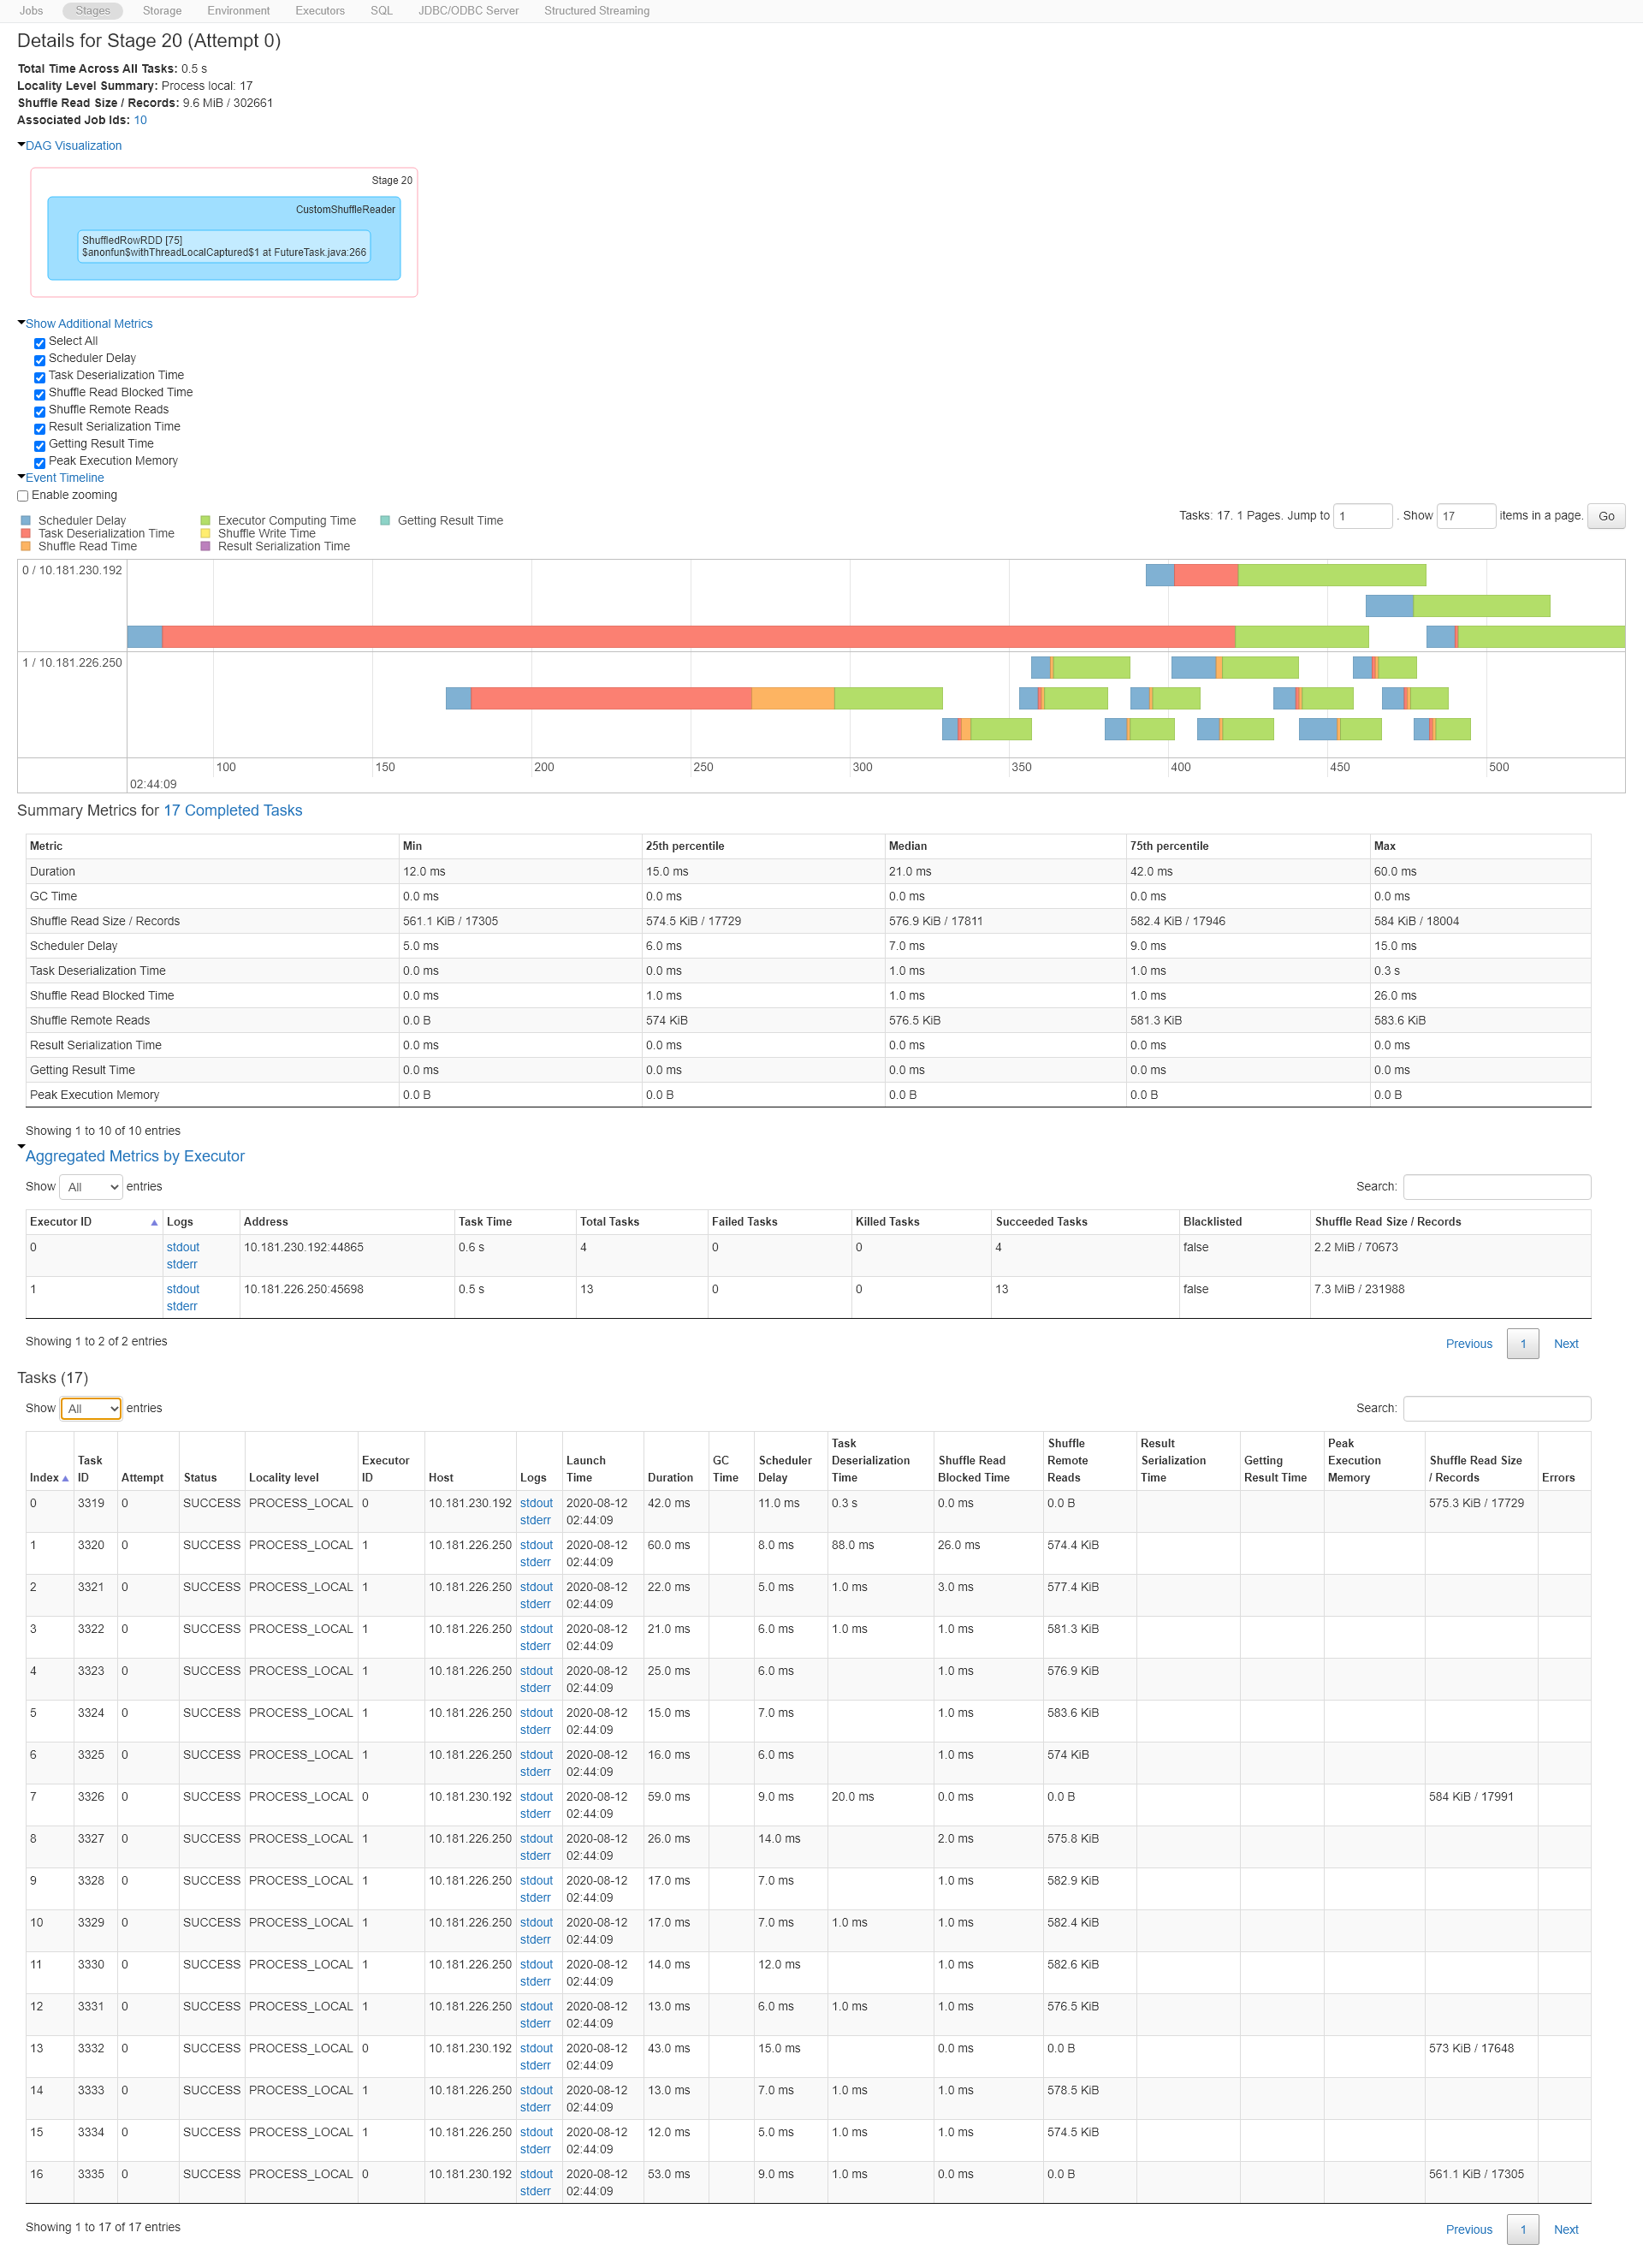 Jobs Stages Storage Environment Executors SQL JDBC/ODBC Server Structured Streaming
Details for Stage 20 (Attempt 0)
Total Time Across All Tasks: 0.5 s
Locality Level Summary: Process local: 17
Shuffle Read Size / Records: 9.6 MiB / 302661
Associated Job Ids: 10
DAG Visualization
Stage 20
CustomShuffleReader
ShuffledRowRDD [75]
$anonfun$withThreadLocalCaptured$1 at FutureTask.java:266
Show Additional Metrics
Select All
Scheduler Delay
Task Deserialization Time
Shuffle Read Blocked Time
Shuffle Remote Reads
Result Serialization Time
Getting Result Time
Peak Execution Memory
Event Timeline
Enable zooming
Tasks: 17. 1 Pages. Jump to 1 . Show 17 items in a page. Go
Scheduler Delay Executor Computing Time Getting Result Time
Task Deserialization Time Shuffle Write Time
Shuffle Read Time Result Serialization Time
0 / 10.181.230.192
1 / 10.181.226.250
100 150 200 250 300 350 400 450 500
02:44:09
Summary Metrics for 17 Completed Tasks
Metric Min 25th percentile Median 75th percentile Max
Duration 12.0 ms 15.0 ms 21.0 ms 42.0 ms 60.0 ms
GC Time 0.0 ms 0.0 ms 0.0 ms 0.0 ms 0.0 ms
Shuffle Read Size / Records 561.1 KiB / 17305 574.5 KiB / 17729 576.9 KiB / 17811 582.4 KiB / 17946 584 KiB / 18004
Scheduler Delay 5.0 ms 6.0 ms 7.0 ms 9.0 ms 15.0 ms
Task Deserialization Time 0.0 ms 0.0 ms 1.0 ms 1.0 ms 0.3 s
Shuffle Read Blocked Time 0.0 ms 1.0 ms 1.0 ms 1.0 ms 26.0 ms
Shuffle Remote Reads 0.0 B 574 KiB 576.5 KiB 581.3 KiB 583.6 KiB
Result Serialization Time 0.0 ms 0.0 ms 0.0 ms 0.0 ms 0.0 ms
Getting Result Time 0.0 ms 0.0 ms 0.0 ms 0.0 ms 0.0 ms
Peak Execution Memory 0.0 B 0.0 B 0.0 B 0.0 B 0.0 B
Showing 1 to 10 of 10 entries
Aggregated Metrics by Executor
Show All entries Search:
Executor ID Logs Address Task Time Total Tasks Failed Tasks Killed Tasks Succeeded Tasks Blacklisted Shuffle Read Size / Records
0 stdout 10.181.230.192:44865 0.6 s 4 0 0 4 false 2.2 MiB / 70673
stderr
1 stdout 10.181.226.250:45698 0.5 s 13 0 0 13 false 7.3 MiB / 231988
stderr
Showing 1 to 2 of 2 entries Previous 1 Next
Tasks (17)
Show All entries Search:
Task Shuffle Result Peak
Task Executor Launch GC Scheduler Deserialization Shuffle Read Remote Serialization Getting Execution Shuffle Read Size
Index ID Attempt Status Locality level ID Host Logs Time Duration Time Delay Time Blocked Time Reads Time Result Time Memory / Records Errors
0 3319 0 SUCCESS PROCESS_LOCAL 0 10.181.230.192 stdout 2020-08-12 42.0 ms 11.0 ms 0.3 s 0.0 ms 0.0 B 575.3 KiB / 17729
stderr 02:44:09
1 3320 0 SUCCESS PROCESS_LOCAL 1 10.181.226.250 stdout 2020-08-12 60.0 ms 8.0 ms 88.0 ms 26.0 ms 574.4 KiB
stderr 02:44:09
2 3321 0 SUCCESS PROCESS_LOCAL 1 10.181.226.250 stdout 2020-08-12 22.0 ms 5.0 ms 1.0 ms 3.0 ms 577.4 KiB
stderr 02:44:09
3 3322 0 SUCCESS PROCESS_LOCAL 1 10.181.226.250 stdout 2020-08-12 21.0 ms 6.0 ms 1.0 ms 1.0 ms 581.3 KiB
stderr 02:44:09
4 3323 0 SUCCESS PROCESS_LOCAL 1 10.181.226.250 stdout 2020-08-12 25.0 ms 6.0 ms 1.0 ms 576.9 KiB
stderr 02:44:09
5 3324 0 SUCCESS PROCESS_LOCAL 1 10.181.226.250 stdout 2020-08-12 15.0 ms 7.0 ms 1.0 ms 583.6 KiB
stderr 02:44:09
6 3325 0 SUCCESS PROCESS_LOCAL 1 10.181.226.250 stdout 2020-08-12 16.0 ms 6.0 ms 1.0 ms 574 KiB
stderr 02:44:09
7 3326 0 SUCCESS PROCESS_LOCAL 0 10.181.230.192 stdout 2020-08-12 59.0 ms 9.0 ms 20.0 ms 0.0 ms 0.0 B 584 KiB / 17991
stderr 02:44:09
8 3327 0 SUCCESS PROCESS_LOCAL 1 10.181.226.250 stdout 2020-08-12 26.0 ms 14.0 ms 2.0 ms 575.8 KiB
stderr 02:44:09
9 3328 0 SUCCESS PROCESS_LOCAL 1 10.181.226.250 stdout 2020-08-12 17.0 ms 7.0 ms 1.0 ms 582.9 KiB
stderr 02:44:09
10 3329 0 SUCCESS PROCESS_LOCAL 1 10.181.226.250 stdout 2020-08-12 17.0 ms 7.0 ms 1.0 ms 1.0 ms 582.4 KiB
stderr 02:44:09
11 3330 0 SUCCESS PROCESS_LOCAL 1 10.181.226.250 stdout 2020-08-12 14.0 ms 12.0 ms 1.0 ms 582.6 KiB
stderr 02:44:09
12 3331 0 SUCCESS PROCESS_LOCAL 1 10.181.226.250 stdout 2020-08-12 13.0 ms 6.0 ms 1.0 ms 1.0 ms 576.5 KiB
stderr 02:44:09
13 3332 0 SUCCESS PROCESS_LOCAL 0 10.181.230.192 stdout 2020-08-12 43.0 ms 15.0 ms 0.0 ms 0.0 B 573 KiB / 17648
stderr 02:44:09
14 3333 0 SUCCESS PROCESS_LOCAL 1 10.181.226.250 stdout 2020-08-12 13.0 ms 7.0 ms 1.0 ms 1.0 ms 578.5 KiB
stderr 02:44:09
15 3334 0 SUCCESS PROCESS_LOCAL 1 10.181.226.250 stdout 2020-08-12 12.0 ms 5.0 ms 1.0 ms 1.0 ms 574.5 KiB
stderr 02:44:09
16 3335 0 SUCCESS PROCESS_LOCAL 0 10.181.230.192 stdout 2020-08-12 53.0 ms 9.0 ms 1.0 ms 0.0 ms 0.0 B 561.1 KiB / 17305
stderr 02:44:09
Showing 1 to 17 of 17 entries Previous 1 Next